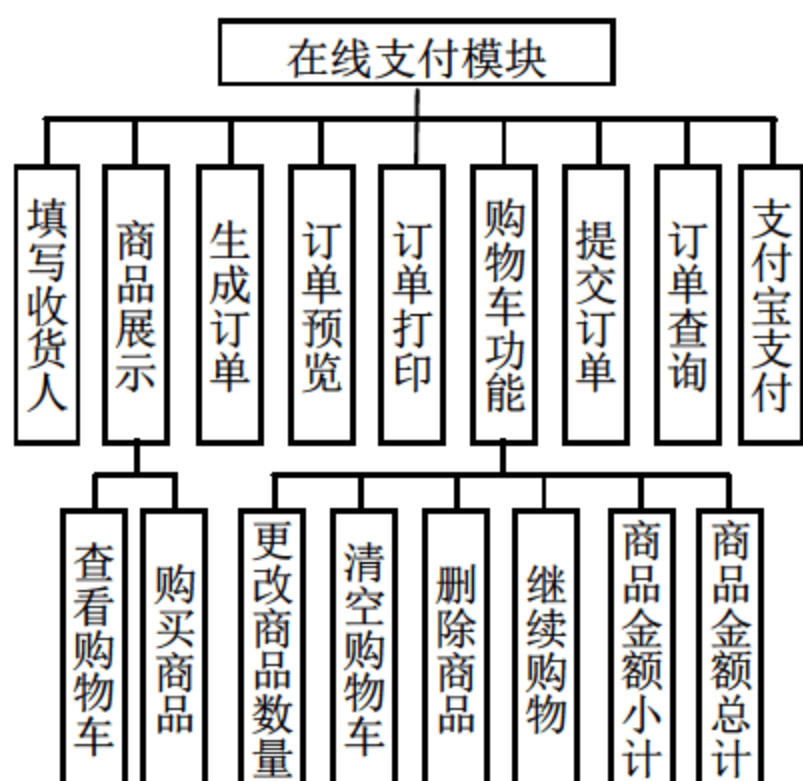 在线支付模块
填写收货人
商品展示
生成订单
订单预览
订单打印
购物车功能
提交订单
订单查询
支付宝支付
查看购物车
购买商品
更改商品数量
清空购物车
删除商品
继续购物
商品金额小计
商品金额总计